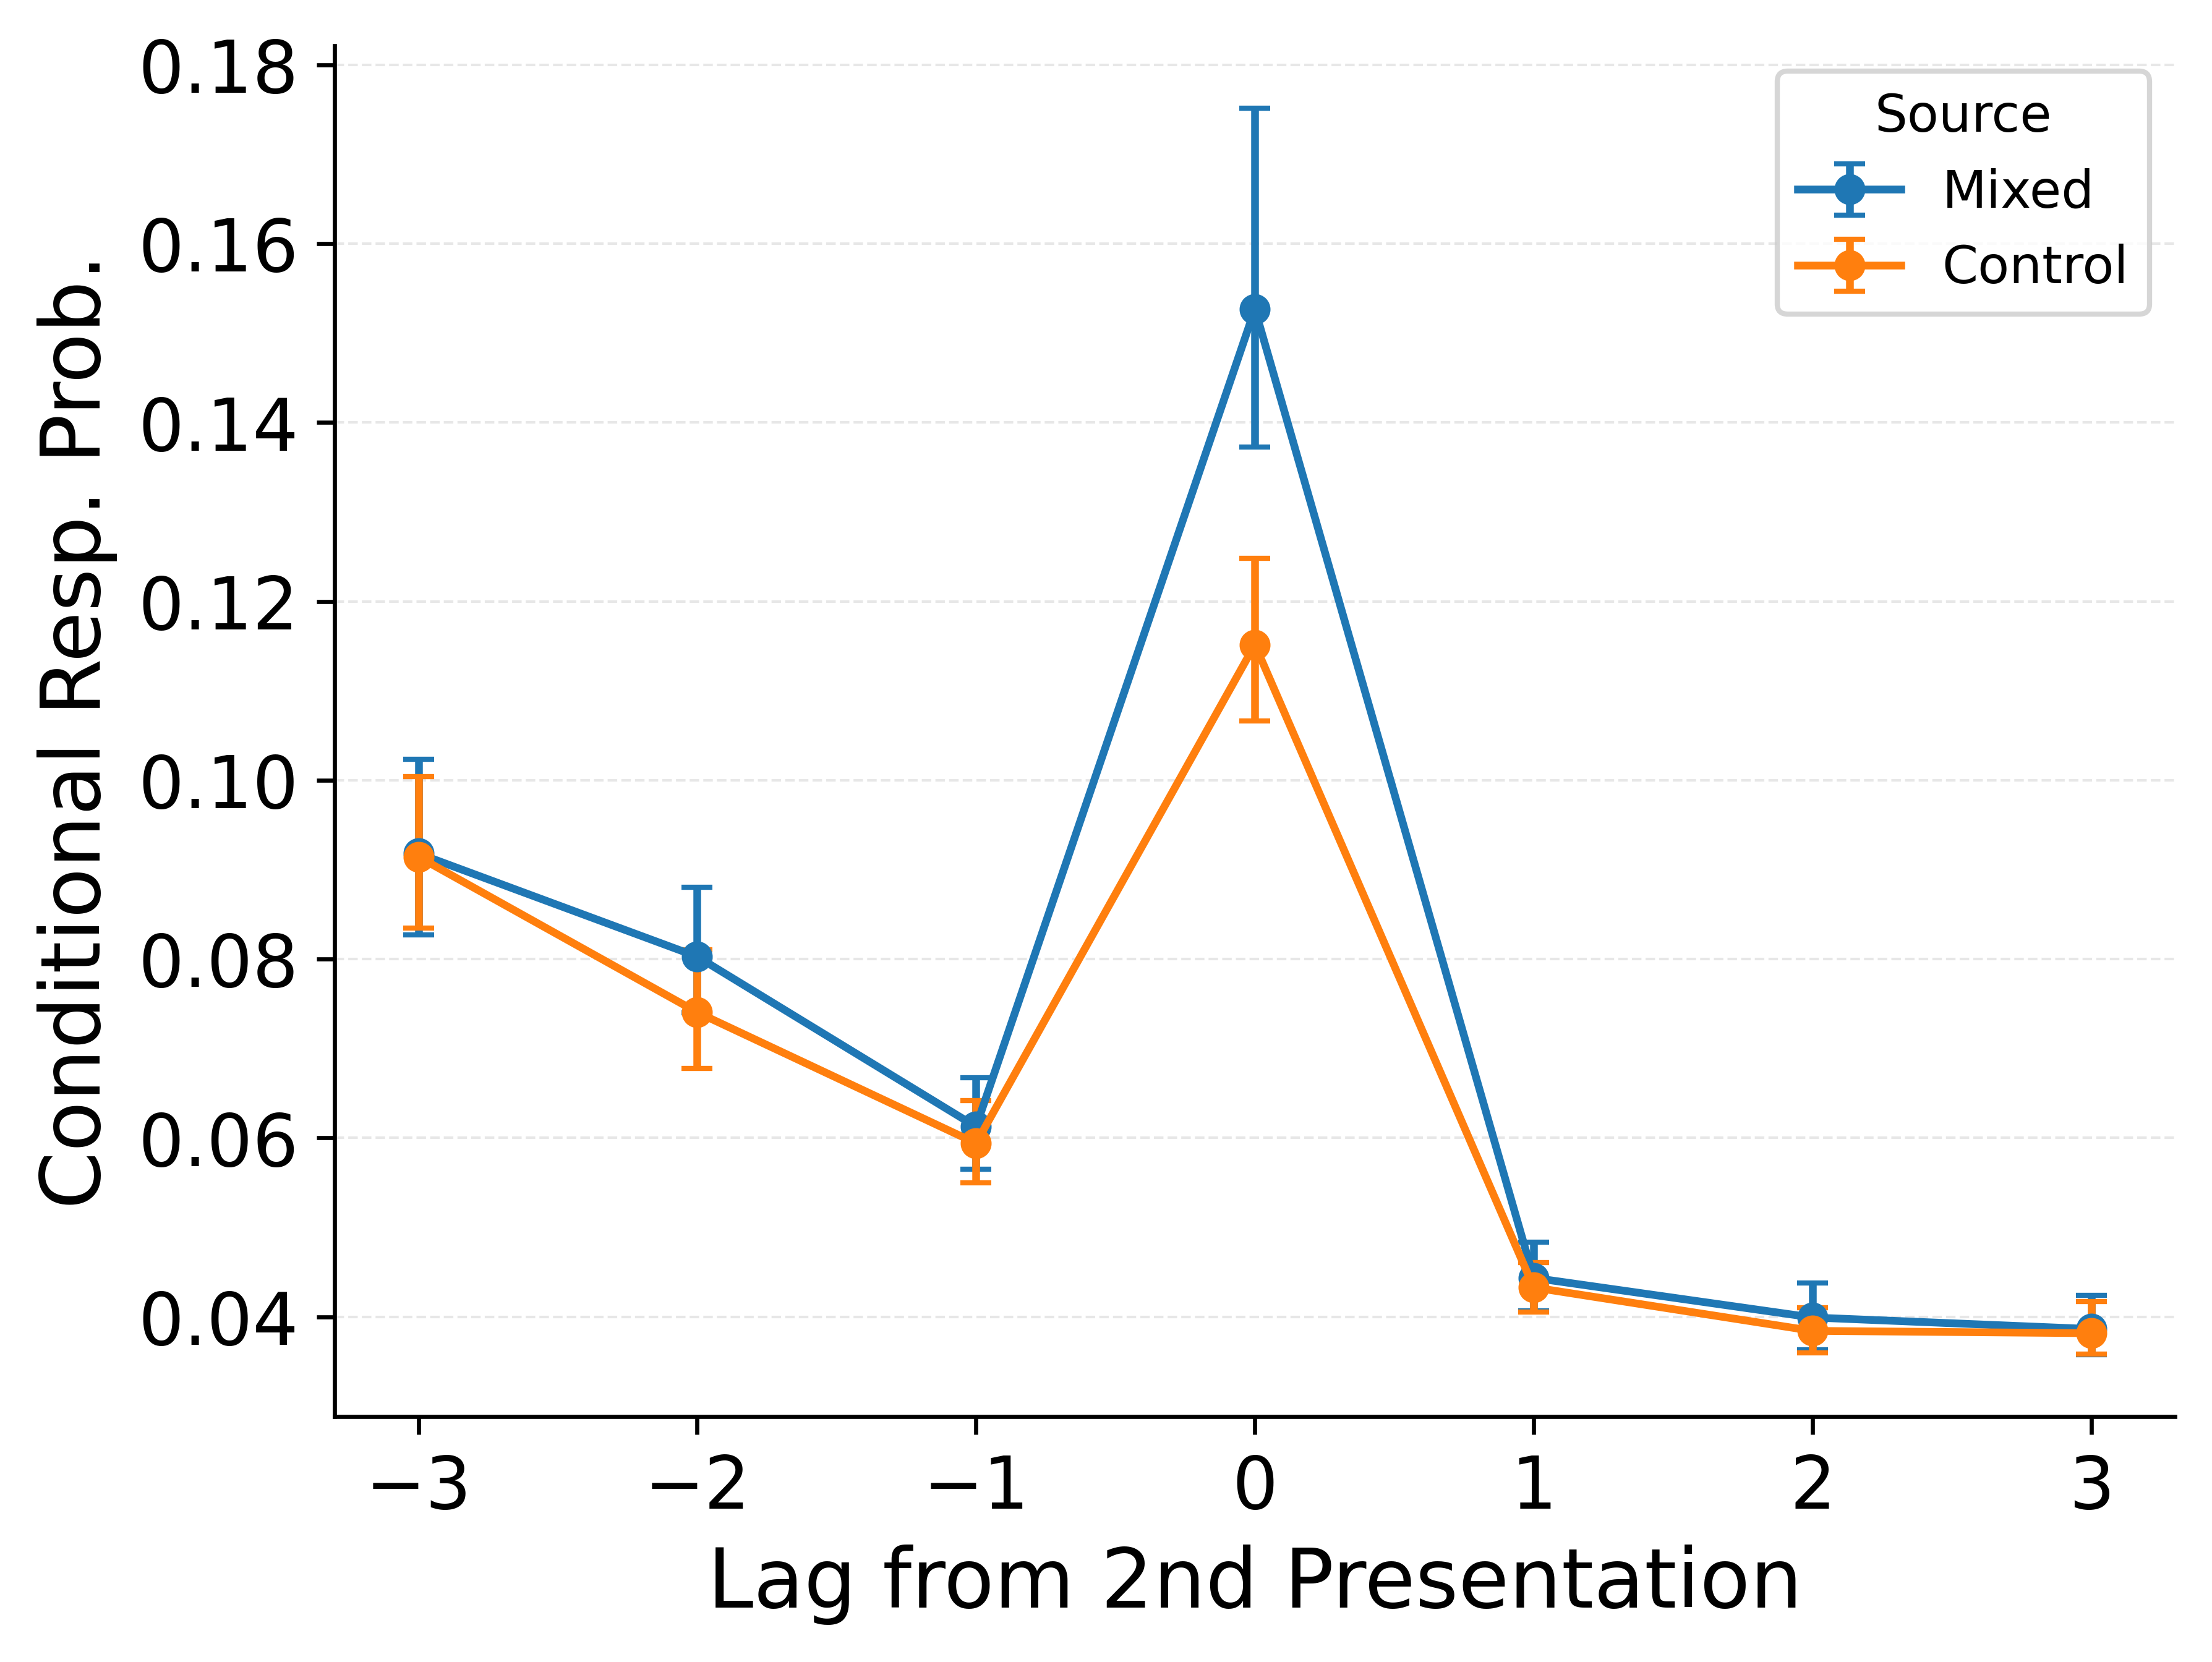 0.18
0.16
0.14
0.12
0.10
0.08
0.06
0.04
Conditional Resp. Prob.
Source
Mixed
Control
−3 −2 −1 0 1 2 3
Lag from 2nd Presentation